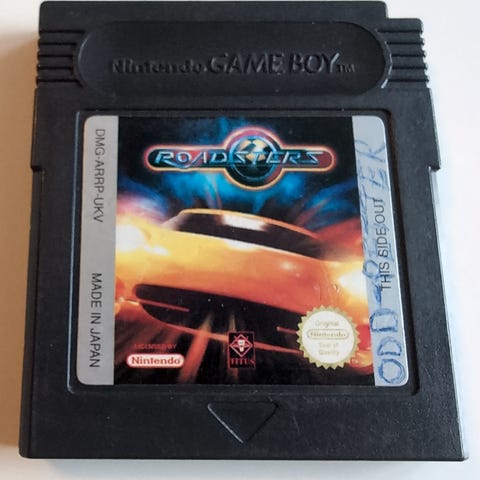 Nintendo GAME BOY TM
ROADSTERS
DMG-ARRP-UKV
MADE IN JAPAN
THIS SIDE OUT
ODD
LICENSED BY
Nintendo
TITUS
Original
Nintendo
Seal of
Quality